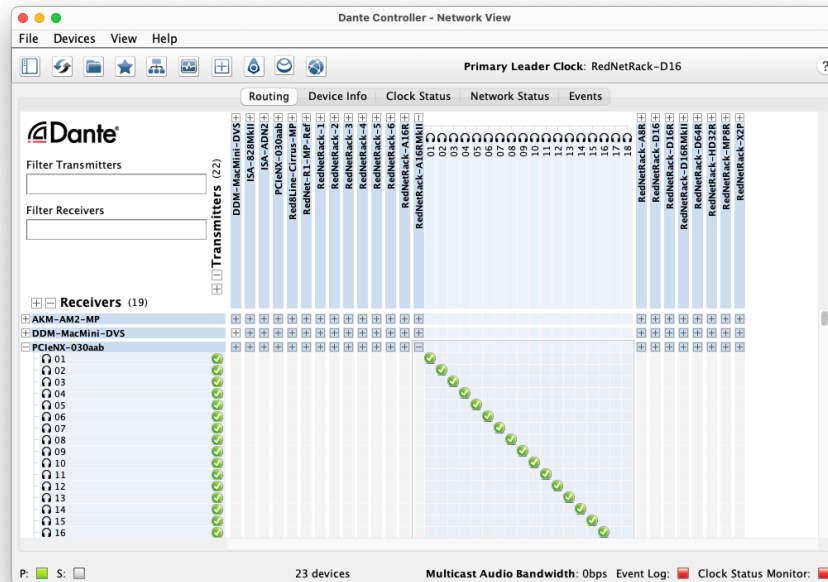 Dante Controller - Network View
File Devices View Help
Primary Leader Clock: RedNetRack-D16
?
Routing Device Info Clock Status Network Status Events
Dante®
Filter Transmitters
Filter Receivers
Transmitters (22)
DDM-MacMini-DVS
ISA-828MkII
ISA-ADN2
PCIeNX-030aab
Red8Line-Cirrus-MP
RedNet-R1-MP-Ref
RedNetRack-1
RedNetRack-2
RedNetRack-3
RedNetRack-4
RedNetRack-5
RedNetRack-6
RedNetRack-A16R
RedNetRack-A16RMkII
01 02 03 04 05 06 07 08 09 10 11 12 13 14 15 16 17 18
RedNetRack-A8R
RedNetRack-D16
RedNetRack-D16R
RedNetRack-D16RMkII
RedNetRack-D64R
RedNetRack-HD32R
RedNetRack-MP8R
RedNetRack-X2P
Receivers (19)
AKM-AM2-MP
DDM-MacMini-DVS
PCIeNX-030aab
01
02
03
04
05
06
07
08
09
10
11
12
13
14
15
16
P: S: 23 devices Multicast Audio Bandwidth: 0bps Event Log: Clock Status Monitor: